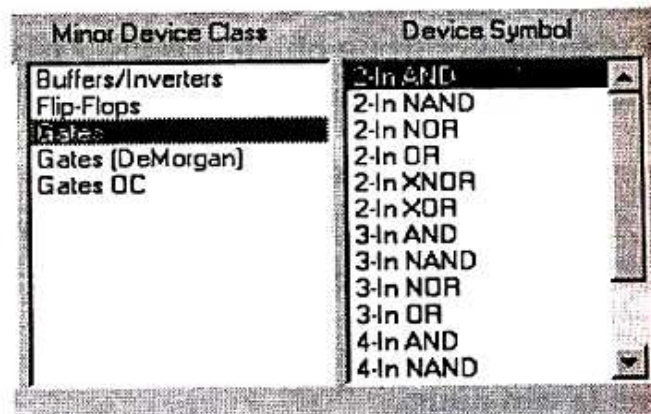 Minor Device Class
Buffers/Inverters
Flip-Flops
Gates
Gates (DeMorgan)
Gates OC
Device Symbol
2-In AND
2-In NAND
2-In NOR
2-In OR
2-In XNOR
2-In XOR
3-In AND
3-In NAND
3-In NOR
3-In OR
4-In AND
4-In NAND